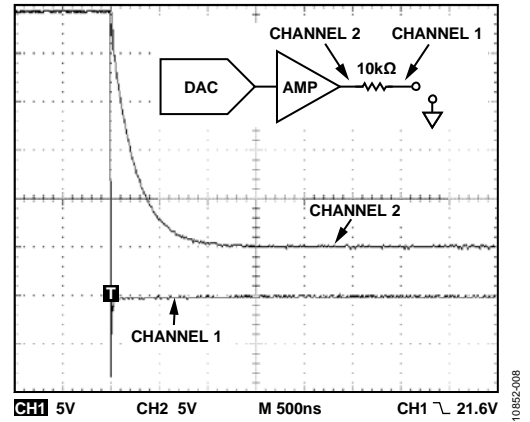 CHANNEL 2
CHANNEL 1
10kΩ
DAC
AMP
CHANNEL 2
T
CHANNEL 1
CH1 5V
CH2 5V
M 500ns
CH1 21.6V
10852-008